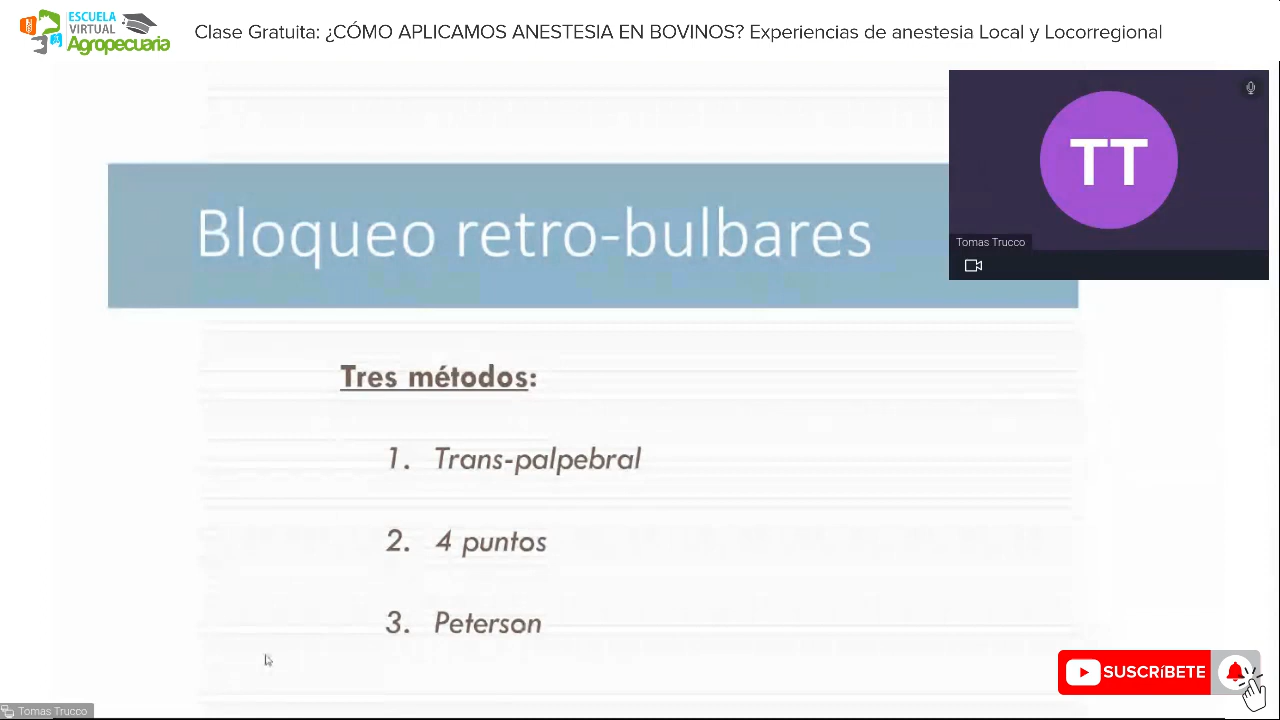 ESCUELA
VIRTUAL
Agropecuaria
Clase Gratuita: ¿CÓMO APLICAMOS ANESTESIA EN BOVINOS? Experiencias de anestesia Local y Locorregional
TT
Tomas Trucco
Bloqueo retro-bulbares
Tres métodos:
1. Trans-palpebral
2. 4 puntos
3. Peterson
SUSCRíBETE
Tomas Trucco